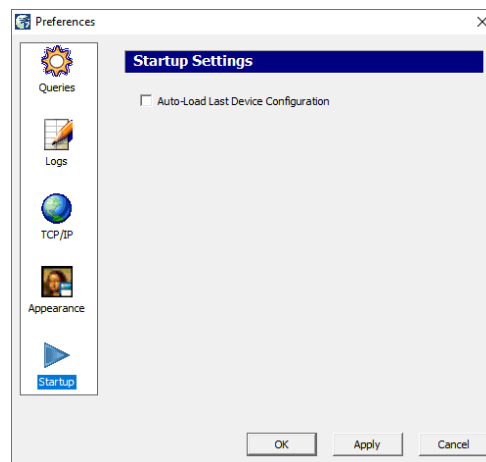 Preferences
Queries
Logs
TCP/IP
Appearance
Startup
Startup Settings
Auto-Load Last Device Configuration
OK
Apply
Cancel